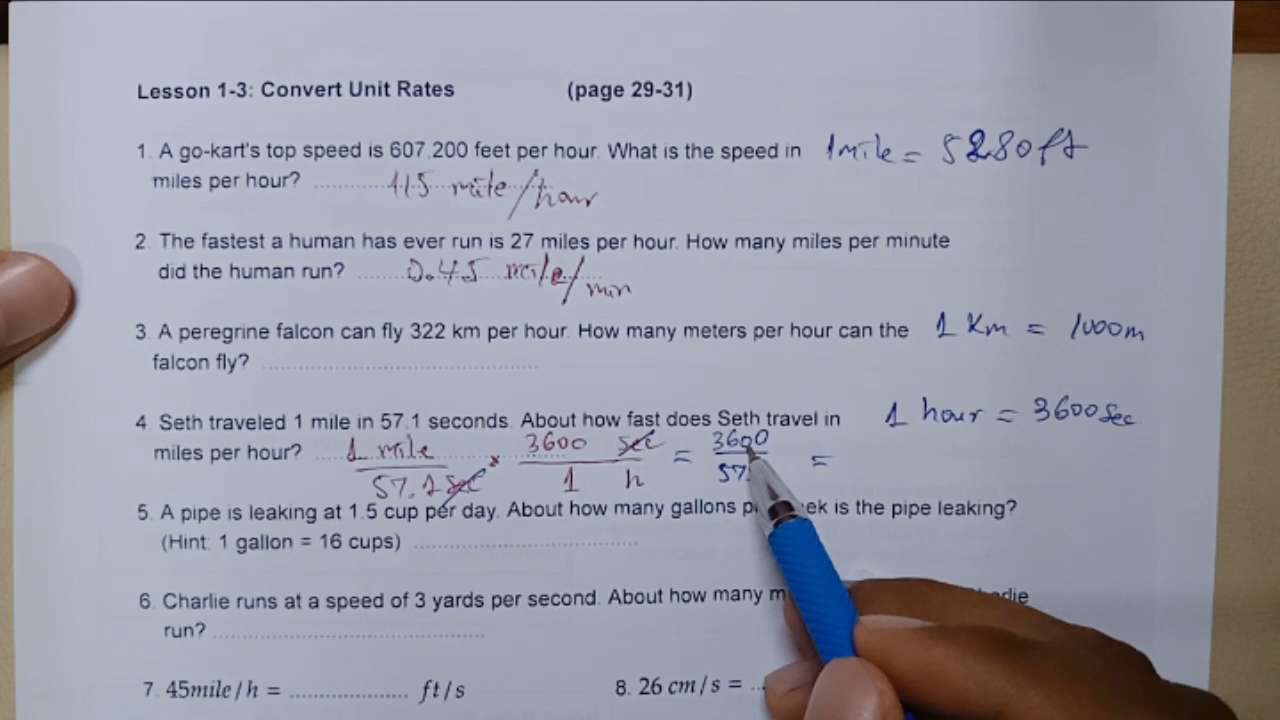 Lesson 1-3: Convert Unit Rates (page 29-31)
1. A go-kart's top speed is 607,200 feet per hour. What is the speed in 1 mile = 5280 ft
miles per hour? ............ 115 mile/hour
2. The fastest a human has ever run is 27 miles per hour. How many miles per minute
did the human run? ....... 0.45 mile/min
3. A peregrine falcon can fly 322 km per hour. How many meters per hour can the 1 Km = 1000m
falcon fly? ..........................................
4. Seth traveled 1 mile in 57.1 seconds. About how fast does Seth travel in 1 hour = 3600 sec
miles per hour? 1 mile / 57.1 sec * 3600 sec / 1 h = 3600 / 57. =
5. A pipe is leaking at 1.5 cup per day. About how many gallons is the pipe leaking?
(Hint: 1 gallon = 16 cups) ..................................
6. Charlie runs at a speed of 3 yards per second. About how many
run? .........................................
7. 45mile/h = .................... ft/s 8. 26 cm/s = ...